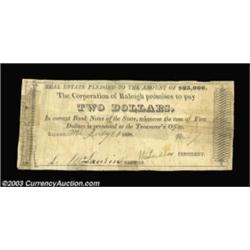 REAL ESTATE PLEDGED TO THE AMOUNT OF $25,000.
The Corporation of Raleigh promises to pay
TWO DOLLARS,
In current Bank Notes of the State, whenever the sum of Five
Dollars is presented at the Treasurer's Office.
PRESIDENT.
©2003 CurrencyAuction.com